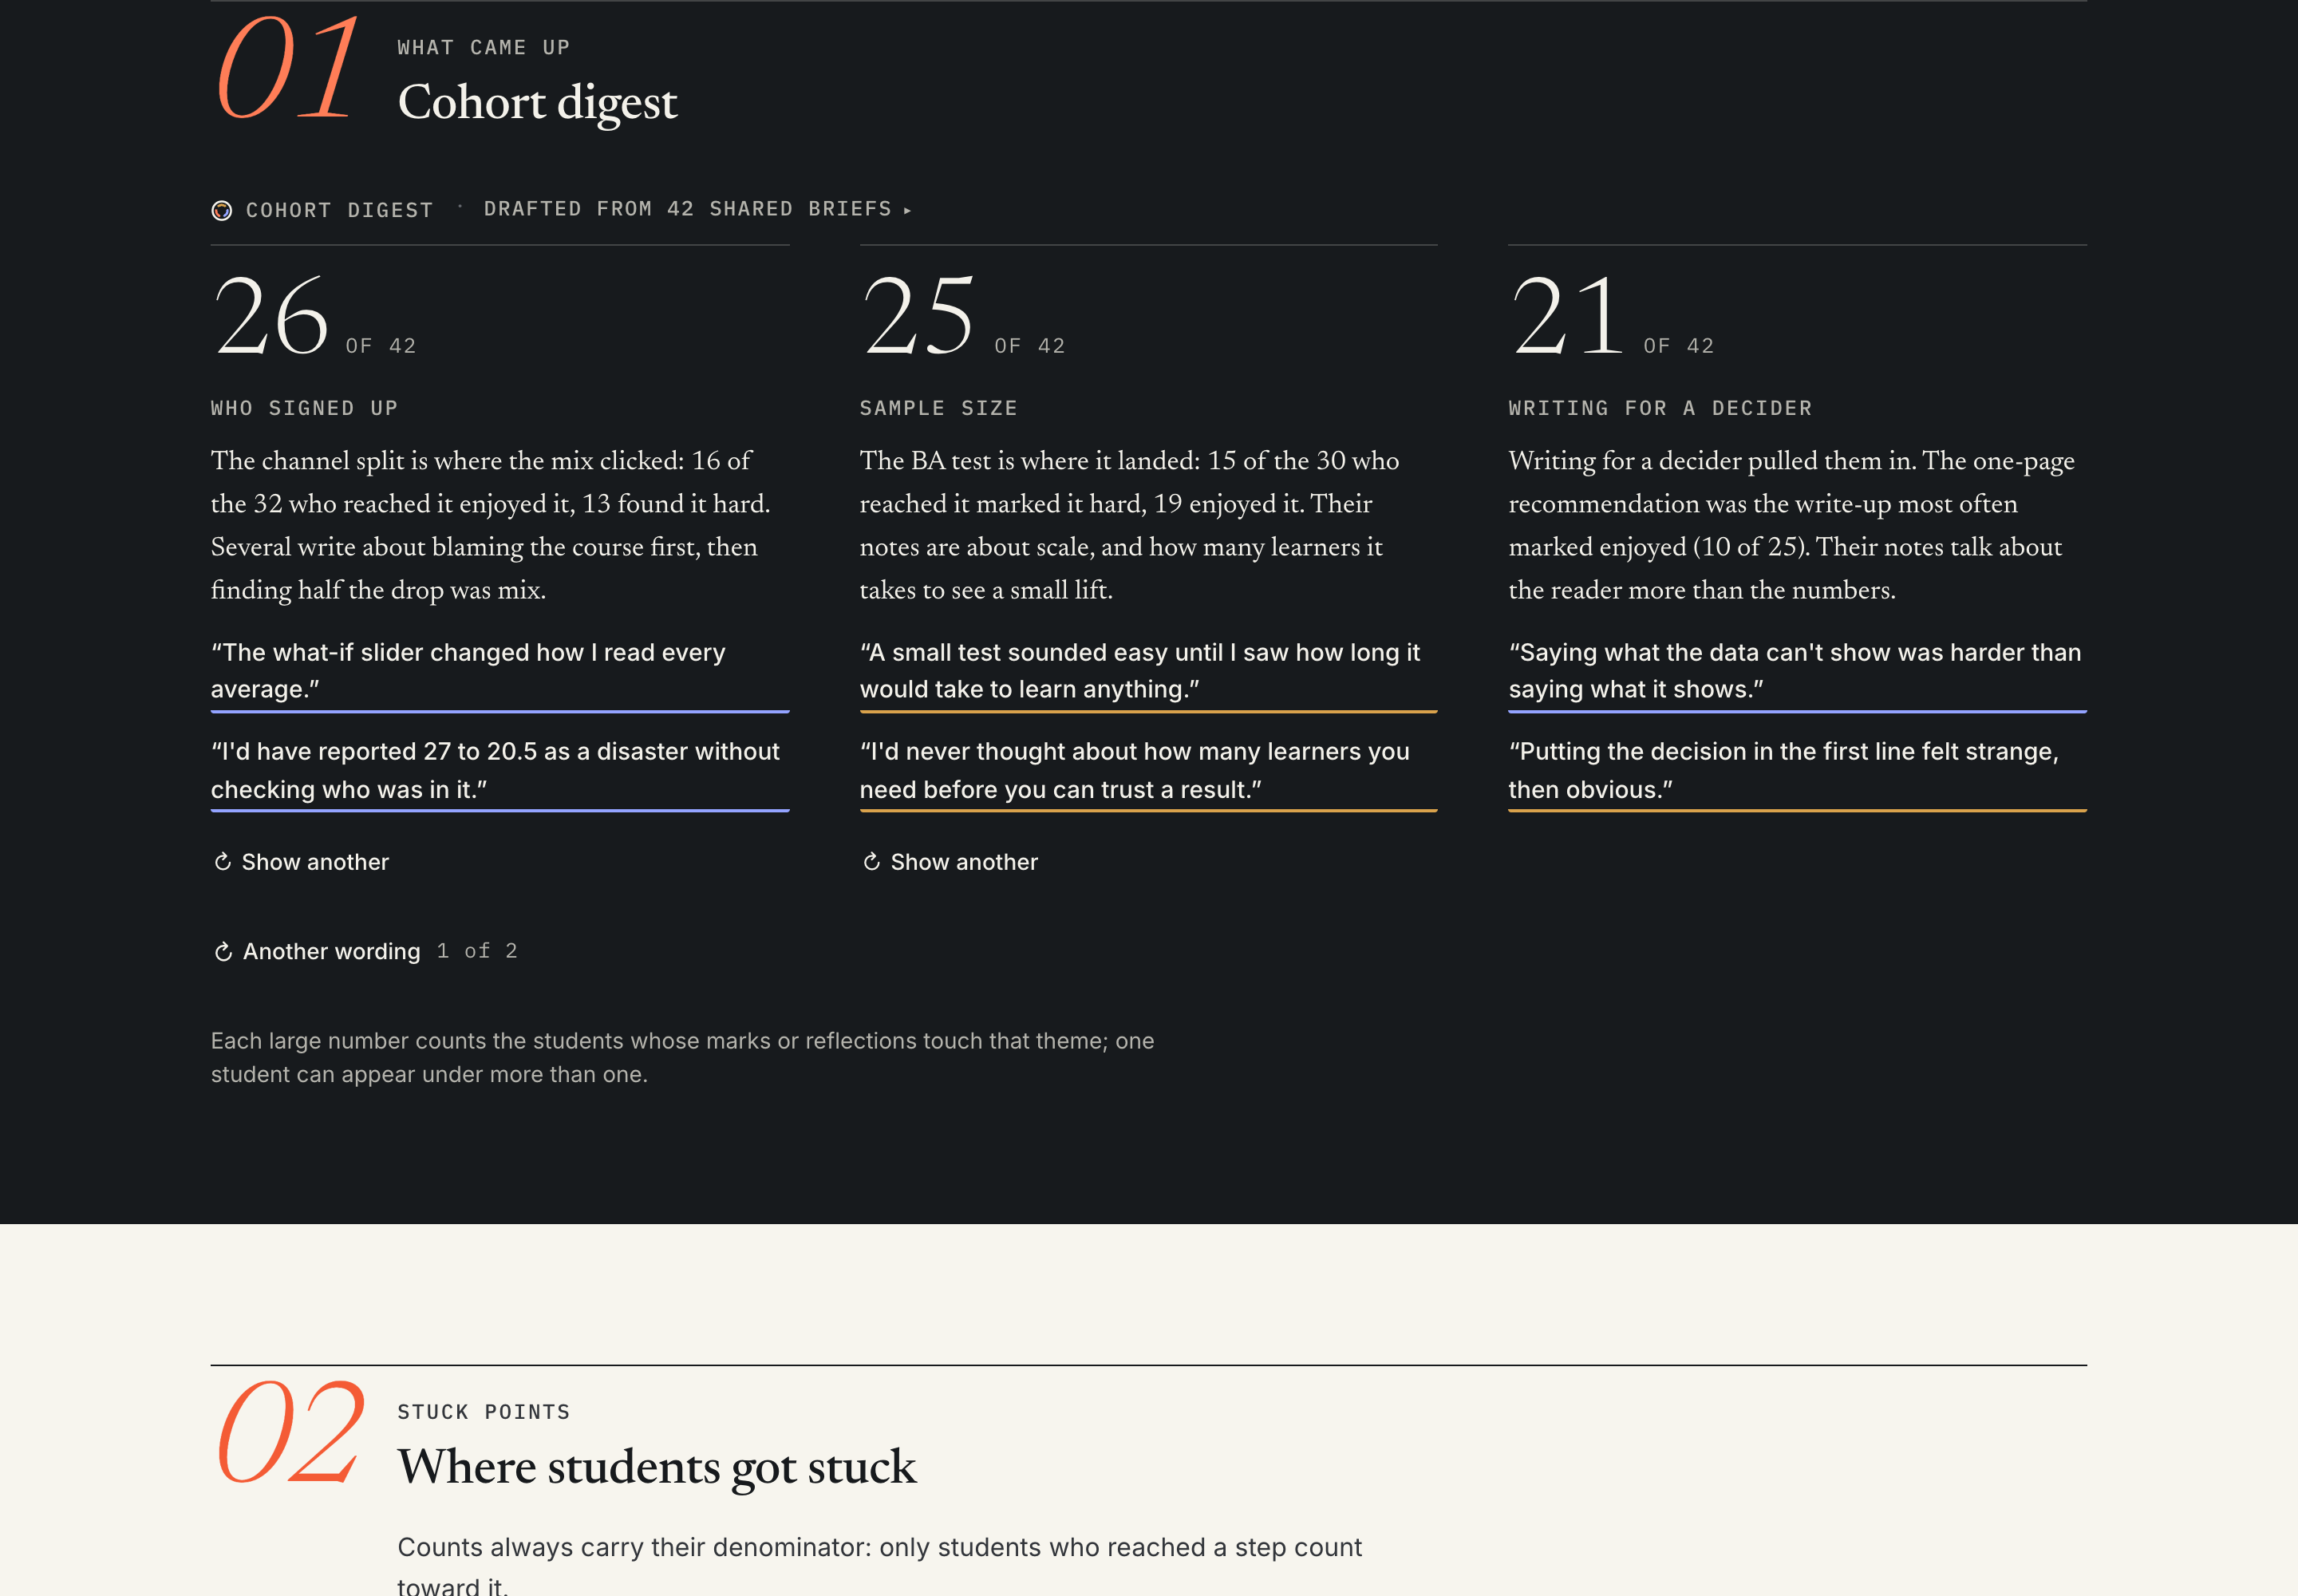 01
WHAT CAME UP
Cohort digest
COHORT DIGEST · DRAFTED FROM 42 SHARED BRIEFS ▸
26 OF 42
WHO SIGNED UP
The channel split is where the mix clicked: 16 of
the 32 who reached it enjoyed it, 13 found it hard.
Several write about blaming the course first, then
finding half the drop was mix.
“The what-if slider changed how I read every
average.”
“I'd have reported 27 to 20.5 as a disaster without
checking who was in it.”
Show another
25 OF 42
SAMPLE SIZE
The BA test is where it landed: 15 of the 30 who
reached it marked it hard, 19 enjoyed it. Their
notes are about scale, and how many learners it
takes to see a small lift.
“A small test sounded easy until I saw how long it
would take to learn anything.”
“I'd never thought about how many learners you
need before you can trust a result.”
Show another
21 OF 42
WRITING FOR A DECIDER
Writing for a decider pulled them in. The one-page
recommendation was the write-up most often
marked enjoyed (10 of 25). Their notes talk about
the reader more than the numbers.
“Saying what the data can't show was harder than
saying what it shows.”
“Putting the decision in the first line felt strange,
then obvious.”
Another wording 1 of 2
Each large number counts the students whose marks or reflections touch that theme; one
student can appear under more than one.
02
STUCK POINTS
Where students got stuck
Counts always carry their denominator: only students who reached a step count
toward it.